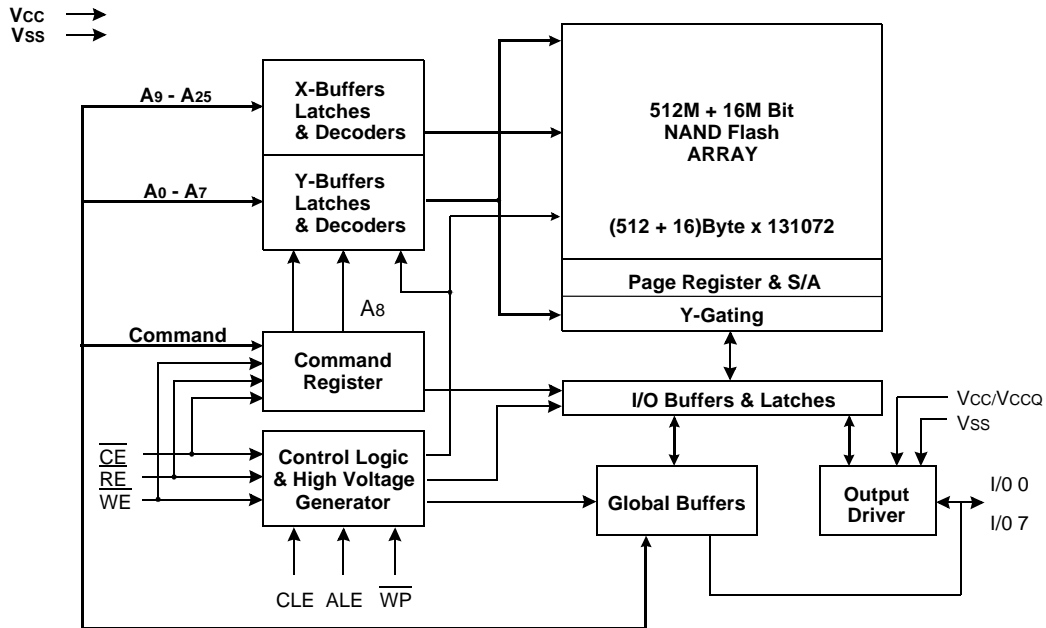 VCC
VSS
A9 - A25
X-Buffers
Latches
& Decoders
A0 - A7
Y-Buffers
Latches
& Decoders
512M + 16M Bit
NAND Flash
ARRAY
(512 + 16)Byte x 131072
Page Register & S/A
Y-Gating
A8
Command
Command
Register
I/O Buffers & Latches
VCC/VCCQ
VSS
CE
RE
WE
Control Logic
& High Voltage
Generator
Global Buffers
Output
Driver
I/0 0
I/0 7
CLE ALE WP